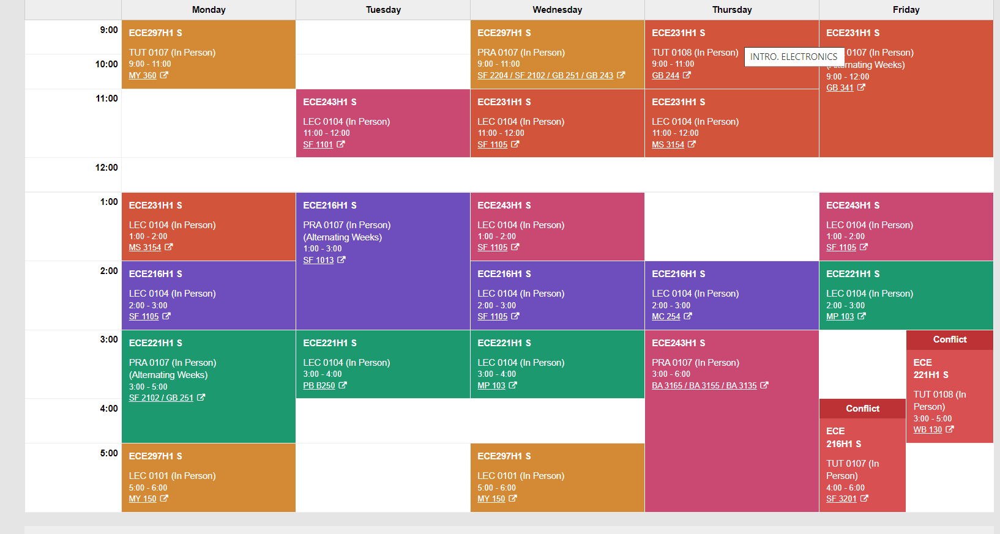 Monday Tuesday Wednesday Thursday Friday
9:00
ECE297H1 S
TUT 0107 (In Person)
9:00 - 11:00
MY 360
ECE297H1 S
PRA 0107 (In Person)
9:00 - 11:00
SF 2204 / SF 2102 / GB 251 / GB 243
ECE231H1 S
TUT 0108 (In Person)
9:00 - 11:00
GB 244
INTRO. ELECTRONICS
ECE231H1 S
0107 (In Person)
(Alternating Weeks)
9:00 - 12:00
GB 341
10:00
11:00
ECE243H1 S
LEC 0104 (In Person)
11:00 - 12:00
SF 1101
ECE231H1 S
LEC 0104 (In Person)
11:00 - 12:00
SF 1105
ECE231H1 S
LEC 0104 (In Person)
11:00 - 12:00
MS 3154
12:00
1:00
ECE231H1 S
LEC 0104 (In Person)
1:00 - 2:00
MS 3154
ECE216H1 S
PRA 0107 (In Person)
(Alternating Weeks)
1:00 - 3:00
SF 1013
ECE243H1 S
LEC 0104 (In Person)
1:00 - 2:00
SF 1105
ECE243H1 S
LEC 0104 (In Person)
1:00 - 2:00
SF 1105
2:00
ECE216H1 S
LEC 0104 (In Person)
2:00 - 3:00
SF 1105
ECE216H1 S
LEC 0104 (In Person)
2:00 - 3:00
SF 1105
ECE216H1 S
LEC 0104 (In Person)
2:00 - 3:00
MC 254
ECE221H1 S
LEC 0104 (In Person)
2:00 - 3:00
MP 103
3:00
ECE221H1 S
PRA 0107 (In Person)
(Alternating Weeks)
3:00 - 5:00
SF 2102 / GB 251
ECE221H1 S
LEC 0104 (In Person)
3:00 - 4:00
PB B250
ECE221H1 S
LEC 0104 (In Person)
3:00 - 4:00
MP 103
ECE243H1 S
PRA 0107 (In Person)
3:00 - 6:00
BA 3165 / BA 3155 / BA 3135
Conflict
ECE
221H1 S
TUT 0108 (In
Person)
3:00 - 5:00
WB 130
4:00
Conflict
ECE
216H1 S
TUT 0107 (In
Person)
4:00 - 6:00
SF 3201
5:00
ECE297H1 S
LEC 0101 (In Person)
5:00 - 6:00
MY 150
ECE297H1 S
LEC 0101 (In Person)
5:00 - 6:00
MY 150